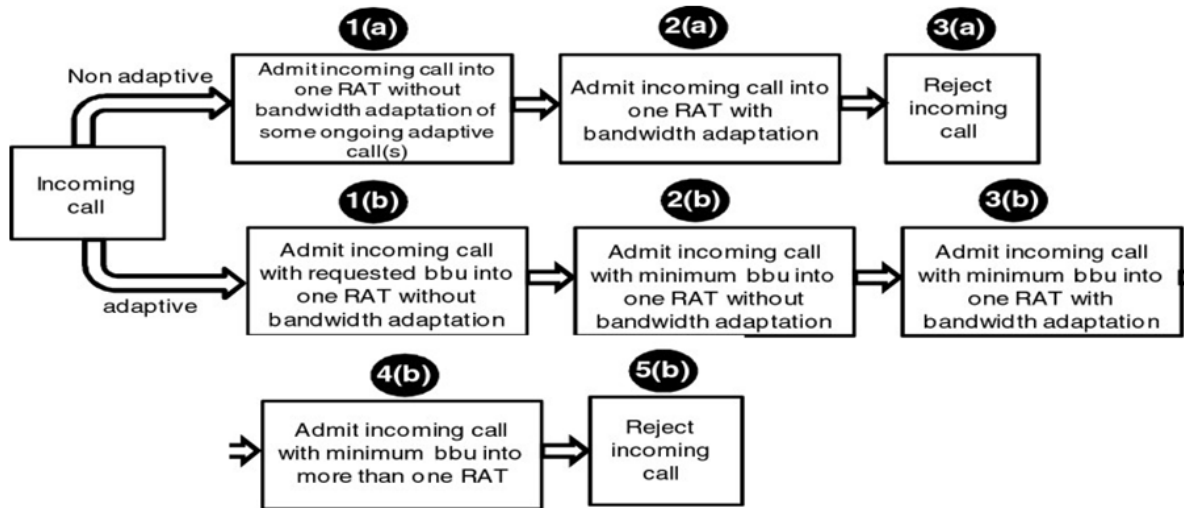 1(a)
2(a)
3(a)
Non adaptive
Admit incoming call into
one RAT without
bandwidth adaptation of
some ongoing adaptive
call(s)
Admit incoming call into
one RAT with
bandwidth adaptation
Reject
incoming
call
Incoming
call
1(b)
2(b)
3(b)
adaptive
Admit incoming call
with requested bbu into
one RAT without
bandwidth adaptation
Admit incoming call
with minimum bbu into
one RAT without
bandwidth adaptation
Admit incoming call
with minimum bbu into
one RAT with
bandwidth adaptation
4(b)
5(b)
Admit incoming call
with minimum bbu into
more than one RAT
Reject
incoming
call